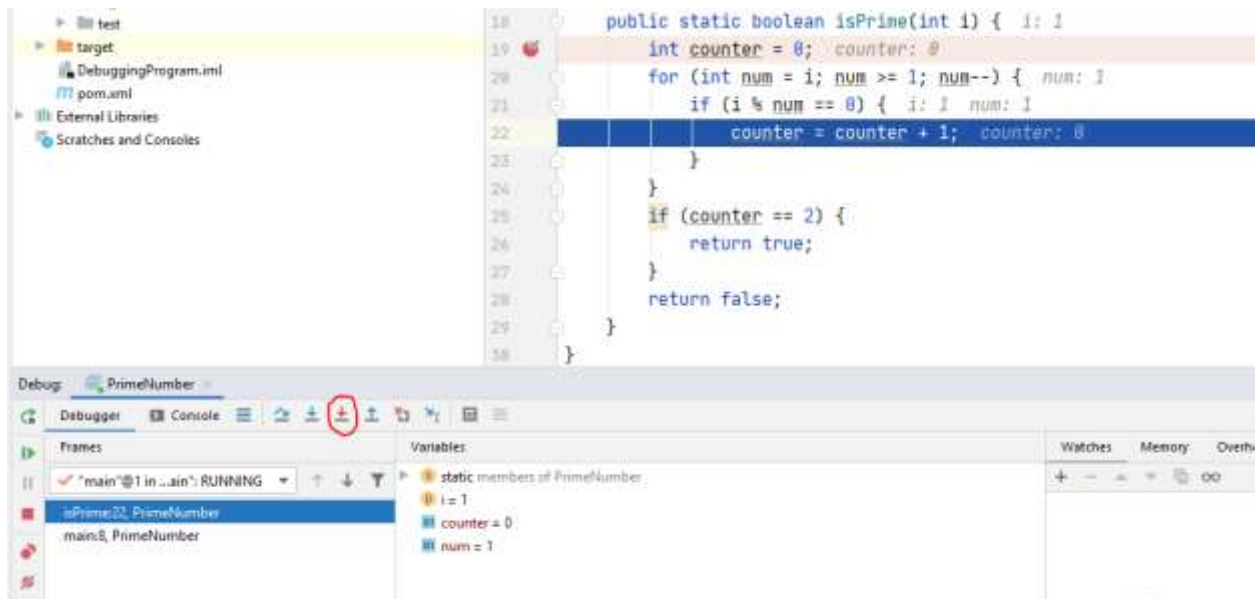 test
target
DebuggingProgram.iml
pom.xml
External Libraries
Scratches and Consoles
18 public static boolean isPrime(int i) { i: 1
19 int counter = 0; counter: 0
20 for (int num = i; num >= 1; num--) { num: 1
21 if (i % num == 0) { i: 1 num: 1
22 counter = counter + 1; counter: 0
23 }
24 }
25 if (counter == 2) {
26 return true;
27 }
28 return false;
29 }
30 }
Debug: PrimeNumber
Debugger Console
Frames
"main"@1 in ...ain": RUNNING
isPrime:22, PrimeNumber
main:8, PrimeNumber
Variables
static members of PrimeNumber
i = 1
counter = 0
num = 1
Watches Memory Overh